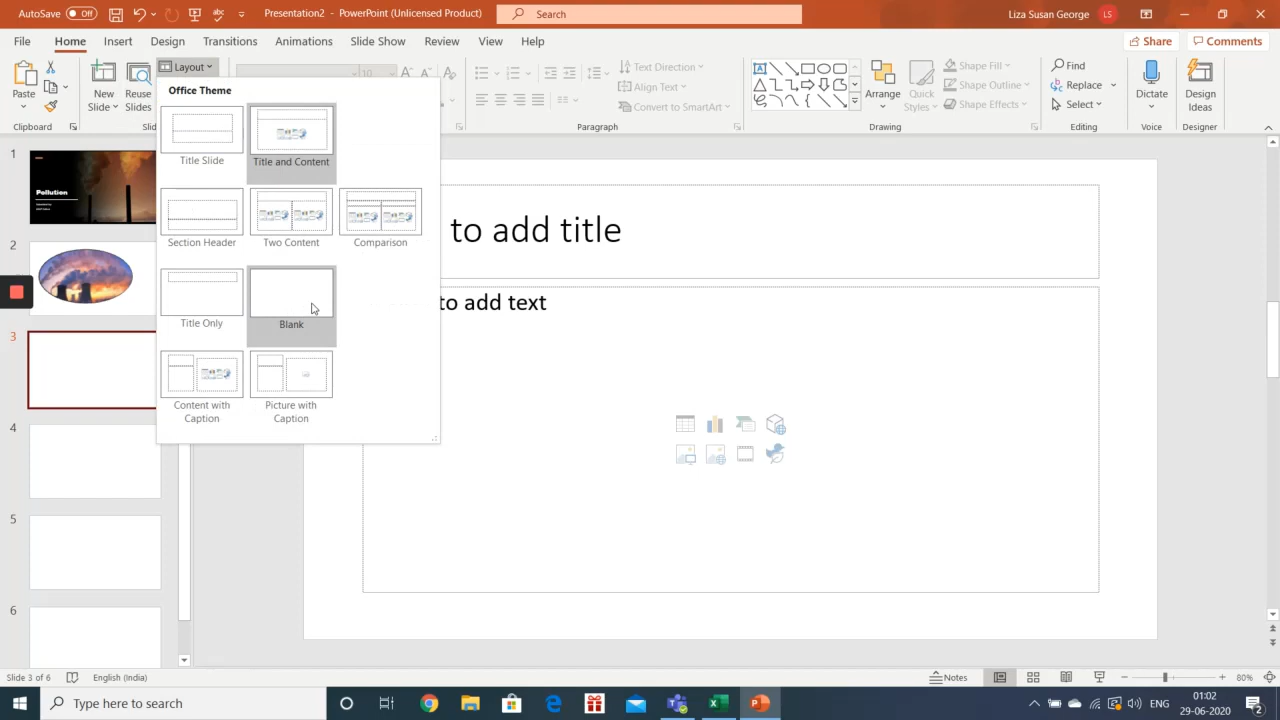 AutoSave Off Presentation2 - PowerPoint (Unlicensed Product) Search Liza Susan George LS
File Home Insert Design Transitions Animations Slide Show Review View Help Share Comments
Paste New Slide Reuse Slides Layout 10 Text Direction Align Text Convert to SmartArt Arrange Quick Styles Shape Fill Shape Outline Shape Effects Find Replace Select Dictate Design Ideas
Clipboard Slid Paragraph Drawing Editing Voice Designer
Office Theme
Title Slide Title and Content
Section Header Two Content Comparison
Title Only Blank
Content with Caption Picture with Caption
1
Pollution
2
3
4
5
6
to add title
to add text
Slide 3 of 6 English (India) Notes 80%
Type here to search ENG 01:02
29-06-2020 2